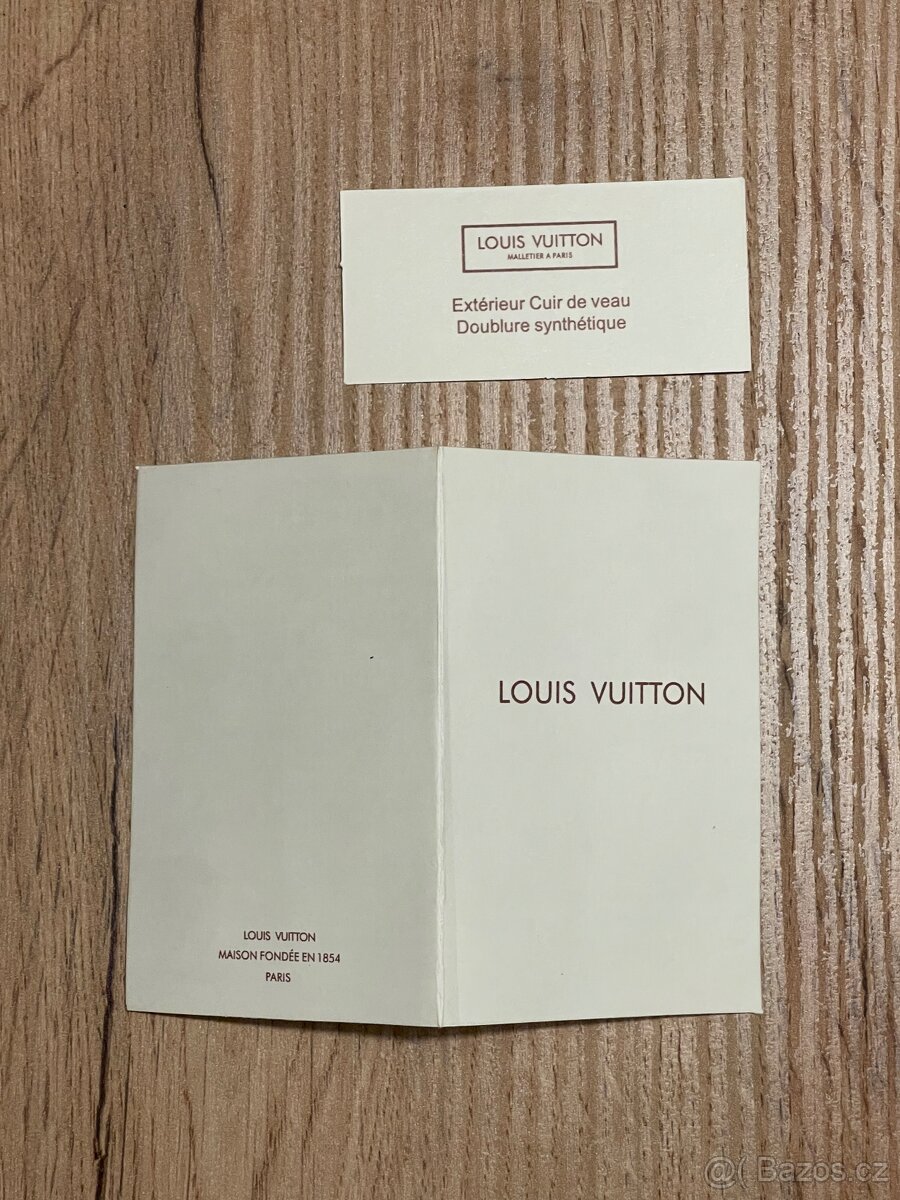 LOUIS VUITTON
MALLETIER A PARIS
Extérieur Cuir de veau
Doublure synthétique
LOUIS VUITTON
LOUIS VUITTON
MAISON FONDÉE EN 1854
PARIS
@( Bazos.cz